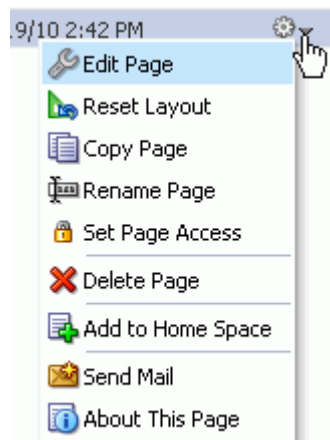 .9/10 2:42 PM
Edit Page
Reset Layout
Copy Page
Rename Page
Set Page Access
Delete Page
Add to Home Space
Send Mail
About This Page